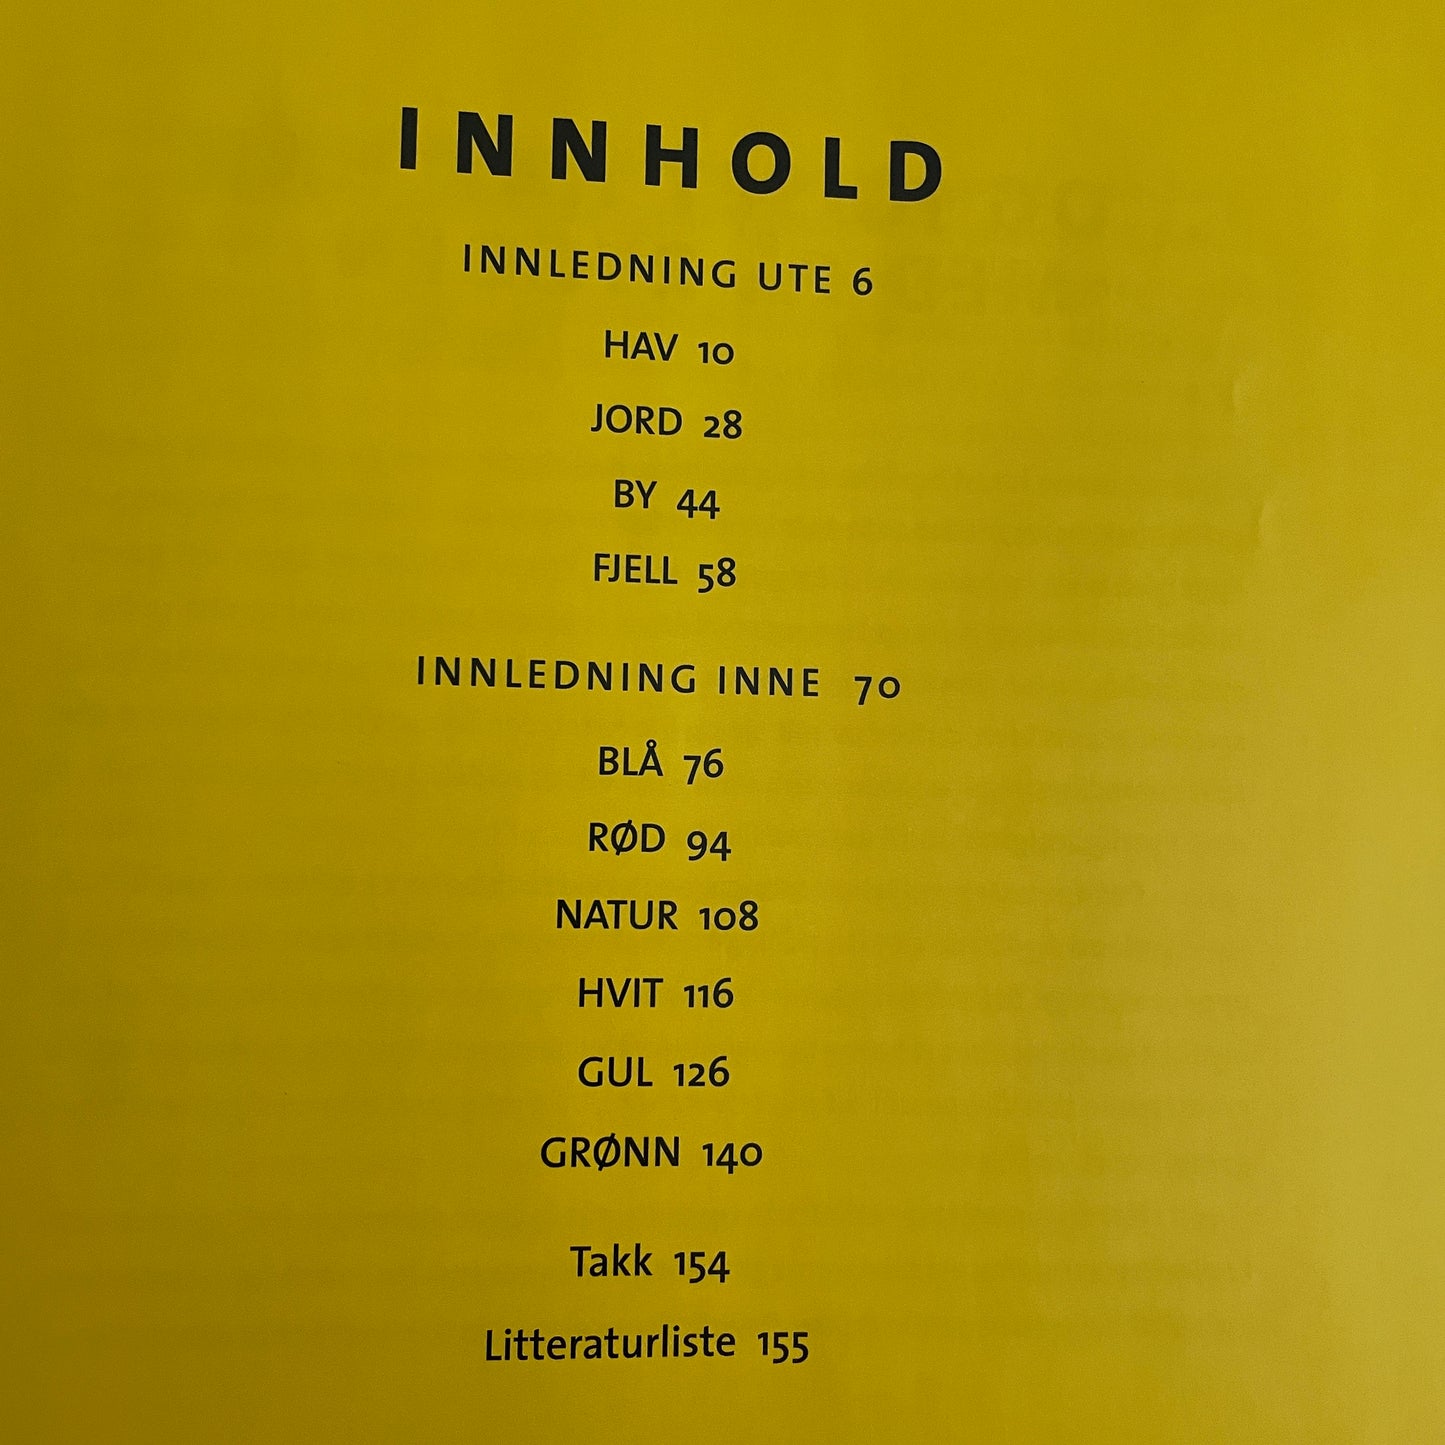 INNHOLD
INNLEDNING UTE 6
HAV 10
JORD 28
BY 44
FJELL 58
INNLEDNING INNE 70
BLÅ 76
RØD 94
NATUR 108
HVIT 116
GUL 126
GRØNN 140
Takk 154
Litteraturliste 155